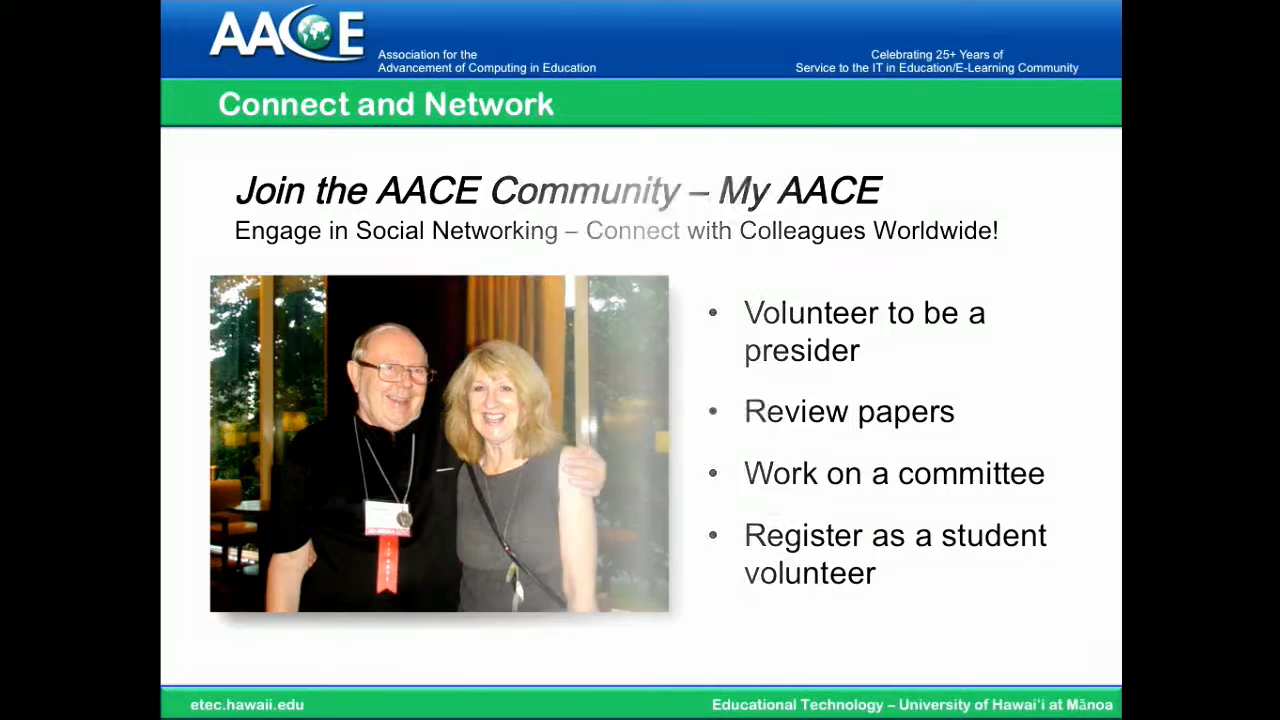 AACE
Association for the
Advancement of Computing in Education
Celebrating 25+ Years of
Service to the IT in Education/E-Learning Community
Connect and Network
Join the AACE Community – My AACE
Engage in Social Networking – Connect with Colleagues Worldwide!
• Volunteer to be a
presider
• Review papers
• Work on a committee
• Register as a student
volunteer
etec.hawaii.edu
Educational Technology – University of Hawai‘i at Mānoa